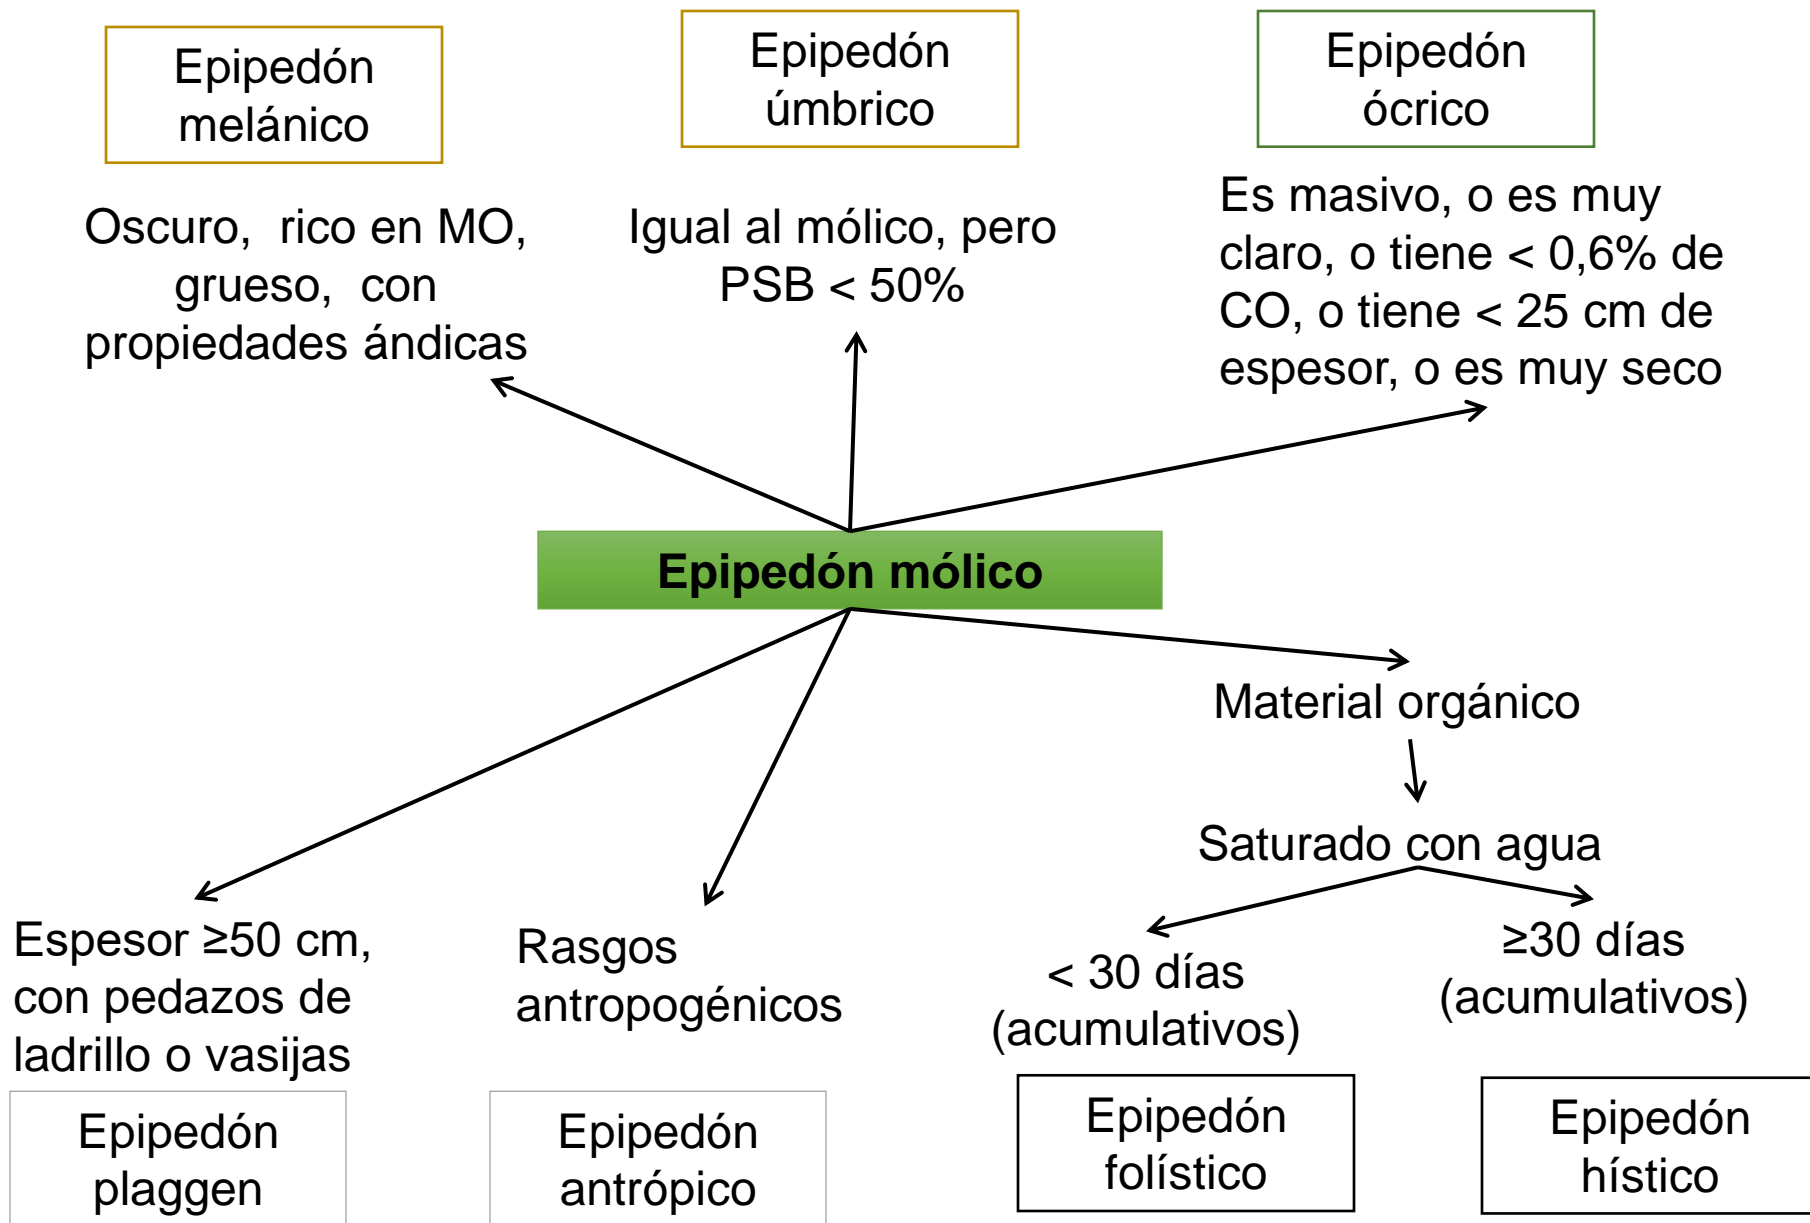 Epipedón
melánico
Epipedón
úmbrico
Epipedón
ócrico
Oscuro, rico en MO,
grueso, con
propiedades ándicas
Igual al mólico, pero
PSB < 50%
Es masivo, o es muy
claro, o tiene < 0,6% de
CO, o tiene < 25 cm de
espesor, o es muy seco
Epipedón mólico
Material orgánico
Saturado con agua
Espesor ≥50 cm,
con pedazos de
ladrillo o vasijas
Rasgos
antropogénicos
< 30 días
(acumulativos)
≥30 días
(acumulativos)
Epipedón
plaggen
Epipedón
antrópico
Epipedón
folístico
Epipedón
hístico